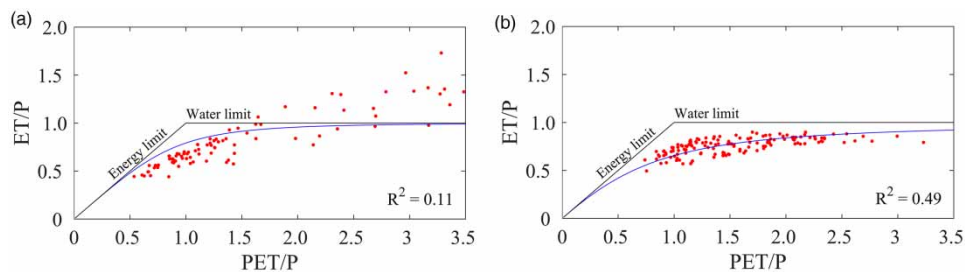 (a)
2.0
1.5
1.0
0.5
0
ET/P
Energy limit
Water limit
R² = 0.11
0 0.5 1.0 1.5 2.0 2.5 3.0 3.5
PET/P
(b)
2.0
1.5
1.0
0.5
0
ET/P
Energy limit
Water limit
R² = 0.49
0 0.5 1.0 1.5 2.0 2.5 3.0 3.5
PET/P